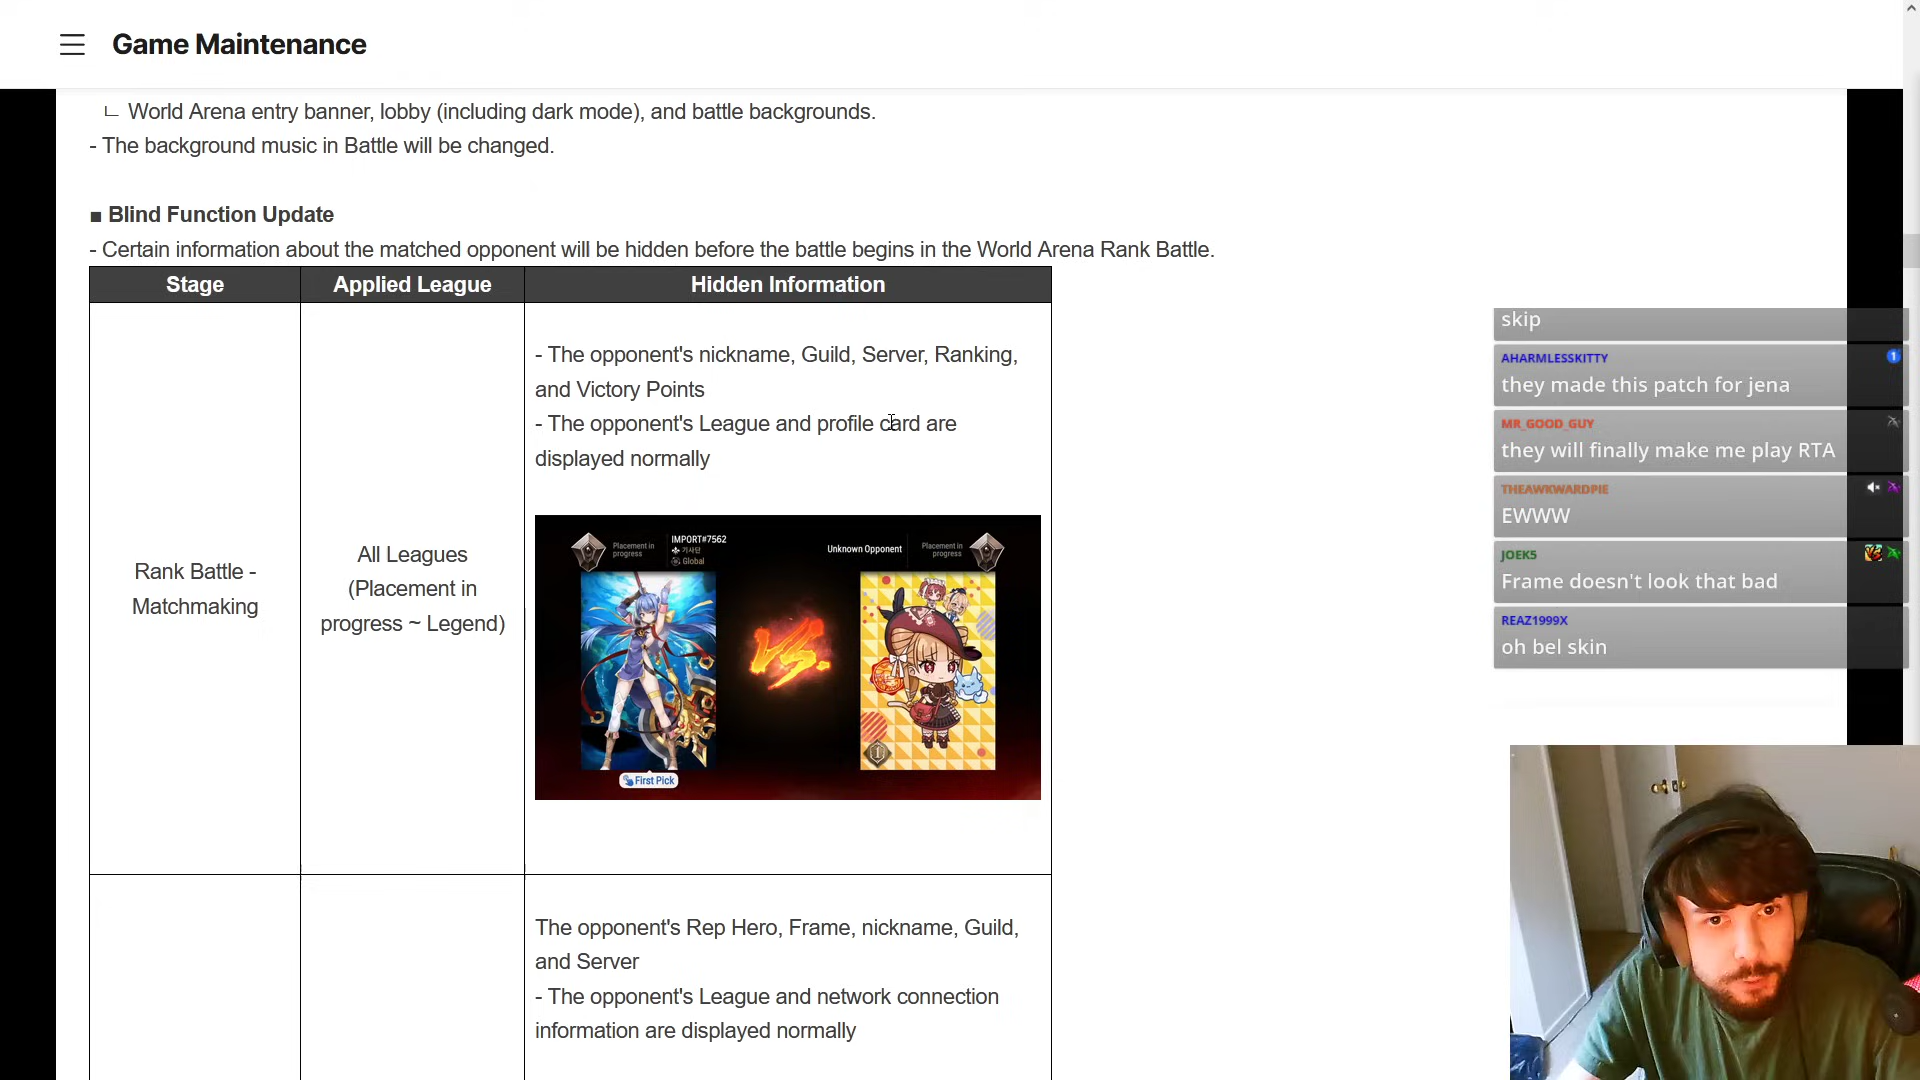 Game Maintenance
ㄴ World Arena entry banner, lobby (including dark mode), and battle backgrounds.
- The background music in Battle will be changed.
■ Blind Function Update
- Certain information about the matched opponent will be hidden before the battle begins in the World Arena Rank Battle.
Stage
Applied League
Hidden Information
Rank Battle -
Matchmaking
All Leagues
(Placement in
progress ~ Legend)
- The opponent's nickname, Guild, Server, Ranking,
and Victory Points
- The opponent's League and profile card are
displayed normally
Placement in
progress
IMPORT#7562
기사단
Global
Unknown Opponent
Placement in
progress
VS.
First Pick
The opponent's Rep Hero, Frame, nickname, Guild,
and Server
- The opponent's League and network connection
information are displayed normally
skip
AHARMLESSKITTY
1
they made this patch for jena
MR_GOOD_GUY
they will finally make me play RTA
THEAWKWARDPIE
EWWW
JOEK5
Frame doesn't look that bad
REAZ1999X
oh bel skin